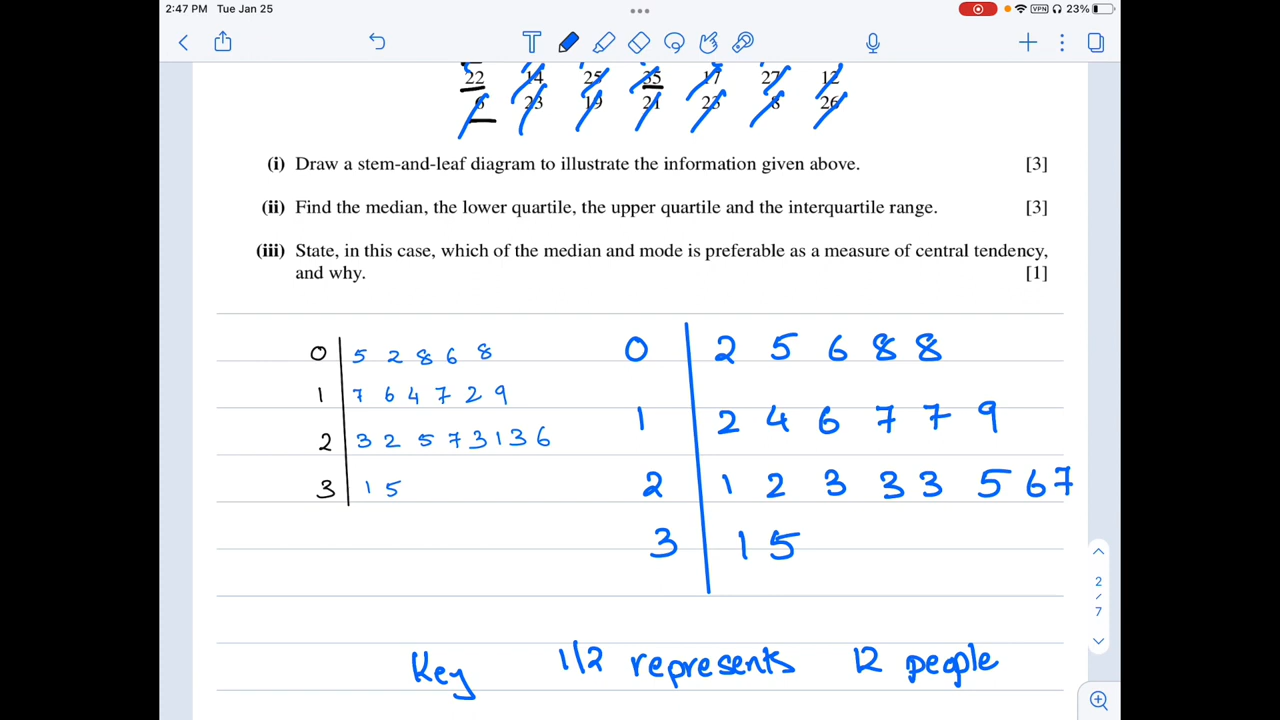 2:47 PM Tue Jan 25
VPN 23%
T
22 14 25 35 17 27 12
6 23 19 21 23 8 26
(i) Draw a stem-and-leaf diagram to illustrate the information given above. [3]
(ii) Find the median, the lower quartile, the upper quartile and the interquartile range. [3]
(iii) State, in this case, which of the median and mode is preferable as a measure of central tendency,
and why. [1]
0 5 2 8 6 8
1 7 6 4 7 2 9
2 3 2 5 7 3 1 3 6
3 1 5
0 2 5 6 8 8
1 2 4 6 7 7 9
2 1 2 3 3 3 5 6 7
3 1 5
2
/
7
Key 1/2 represents 12 people